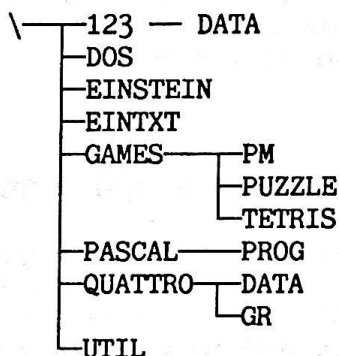 \ 123 — DATA
DOS
EINSTEIN
EINTXT
GAMES PM
PUZZLE
TETRIS
PASCAL PROG
QUATTRO DATA
GR
UTIL